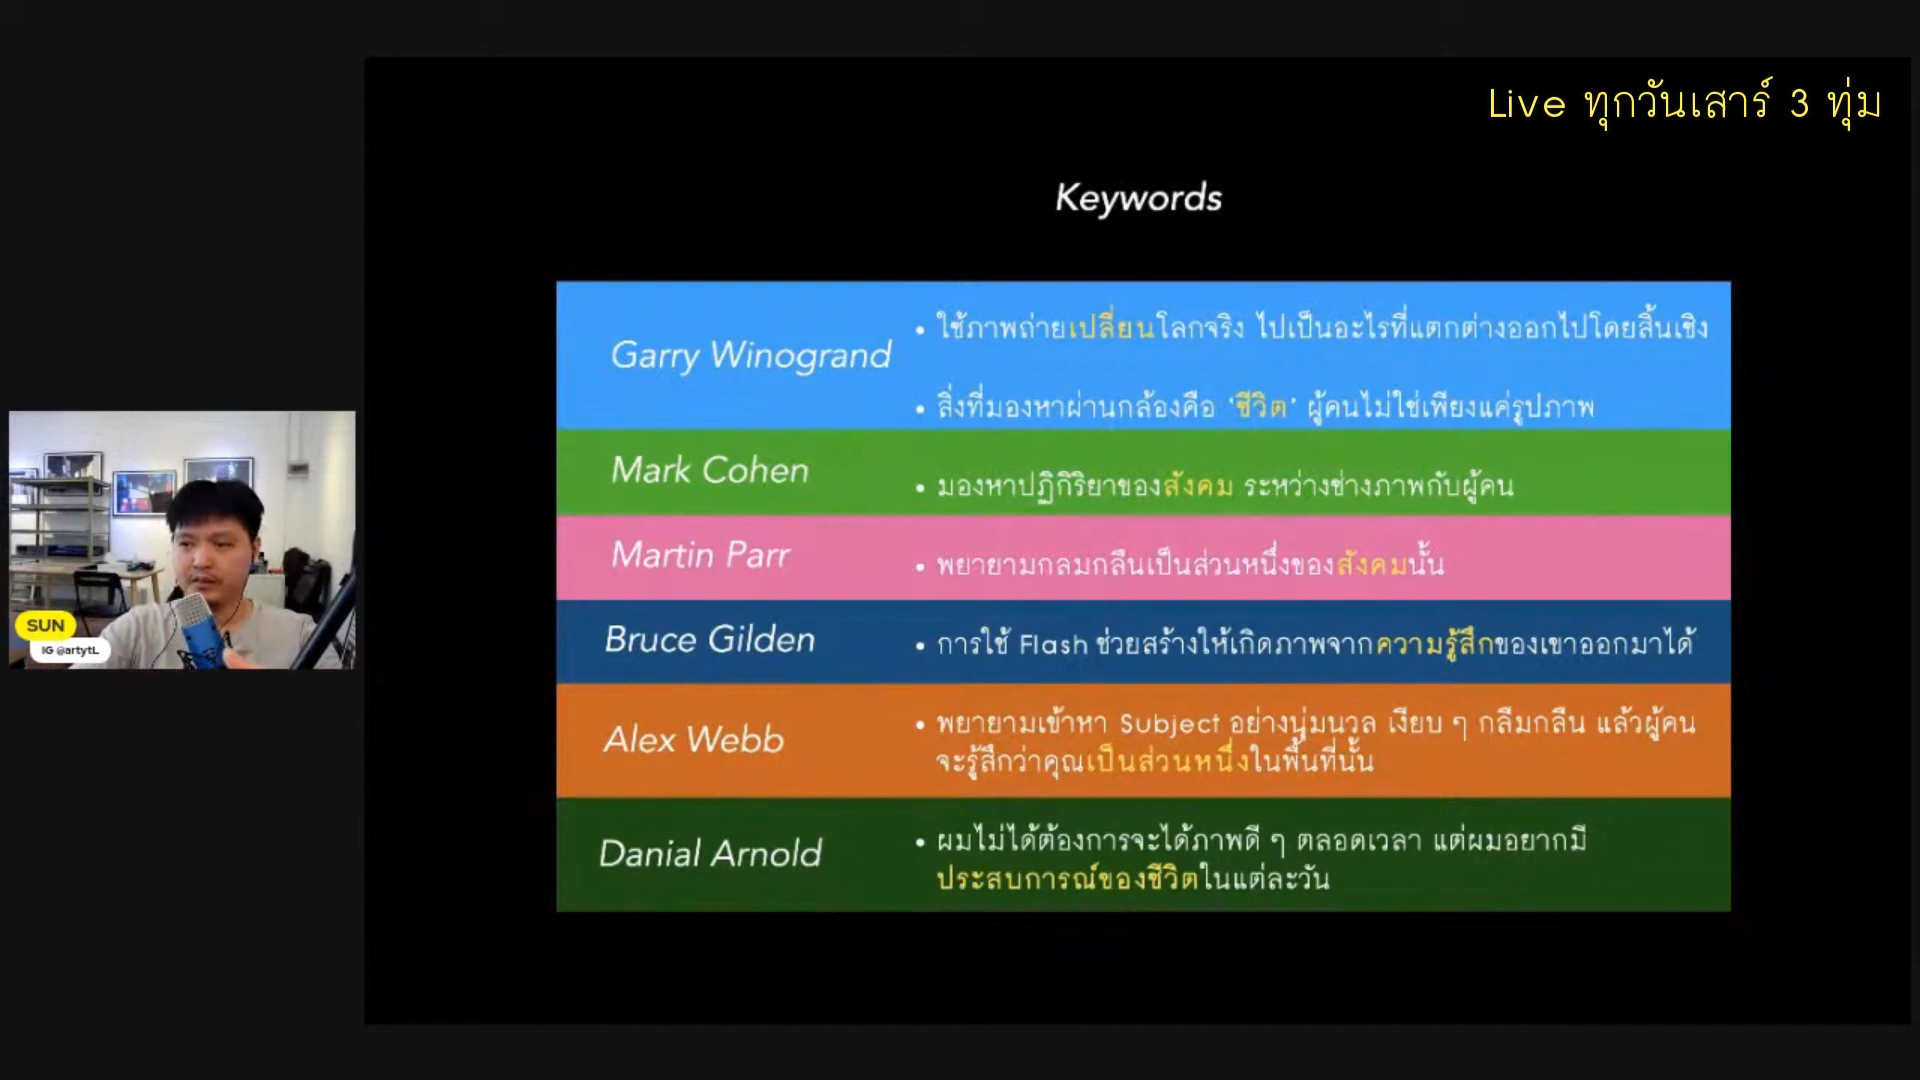 Live ทุกวันเสาร์ 3 ทุ่ม
Keywords
Garry Winogrand
• ใช้ภาพถ่ายเปลี่ยนโลกจริง ไปเป็นอะไรที่แตกต่างออกไปโดยสิ้นเชิง
• สิ่งที่มองหาผ่านกล้องคือ 'ชีวิต' ผู้คนไม่ใช่เพียงแค่รูปภาพ
Mark Cohen
• มองหาปฏิกิริยาของสังคม ระหว่างช่างภาพกับผู้คน
Martin Parr
• พยายามกลมกลืนเป็นส่วนหนึ่งของสังคมนั้น
Bruce Gilden
• การใช้ Flash ช่วยสร้างให้เกิดภาพจากความรู้สึกของเขาออกมาได้
Alex Webb
• พยายามเข้าหา Subject อย่างนุ่มนวล เงียบ ๆ กลืมกลืน แล้วผู้คน
จะรู้สึกว่าคุณเป็นส่วนหนึ่งในพื้นที่นั้น
Danial Arnold
• ผมไม่ได้ต้องการจะได้ภาพดี ๆ ตลอดเวลา แต่ผมอยากมี
ประสบการณ์ของชีวิตในแต่ละวัน
SUN
IG @artytL